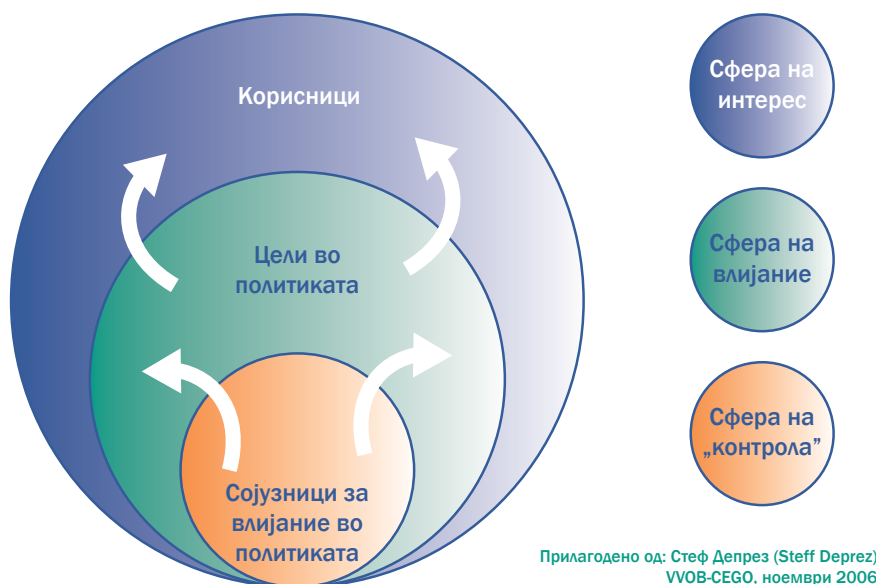 Корисници
Цели во
политиката
Сојузници за
влијание во
политиката
Сфера на
интерес
Сфера на
влијание
Сфера на
„контрола”
Прилагодено од: Стеф Депрез (Steff Deprez)
VVOB-CEGO, ноември 2006